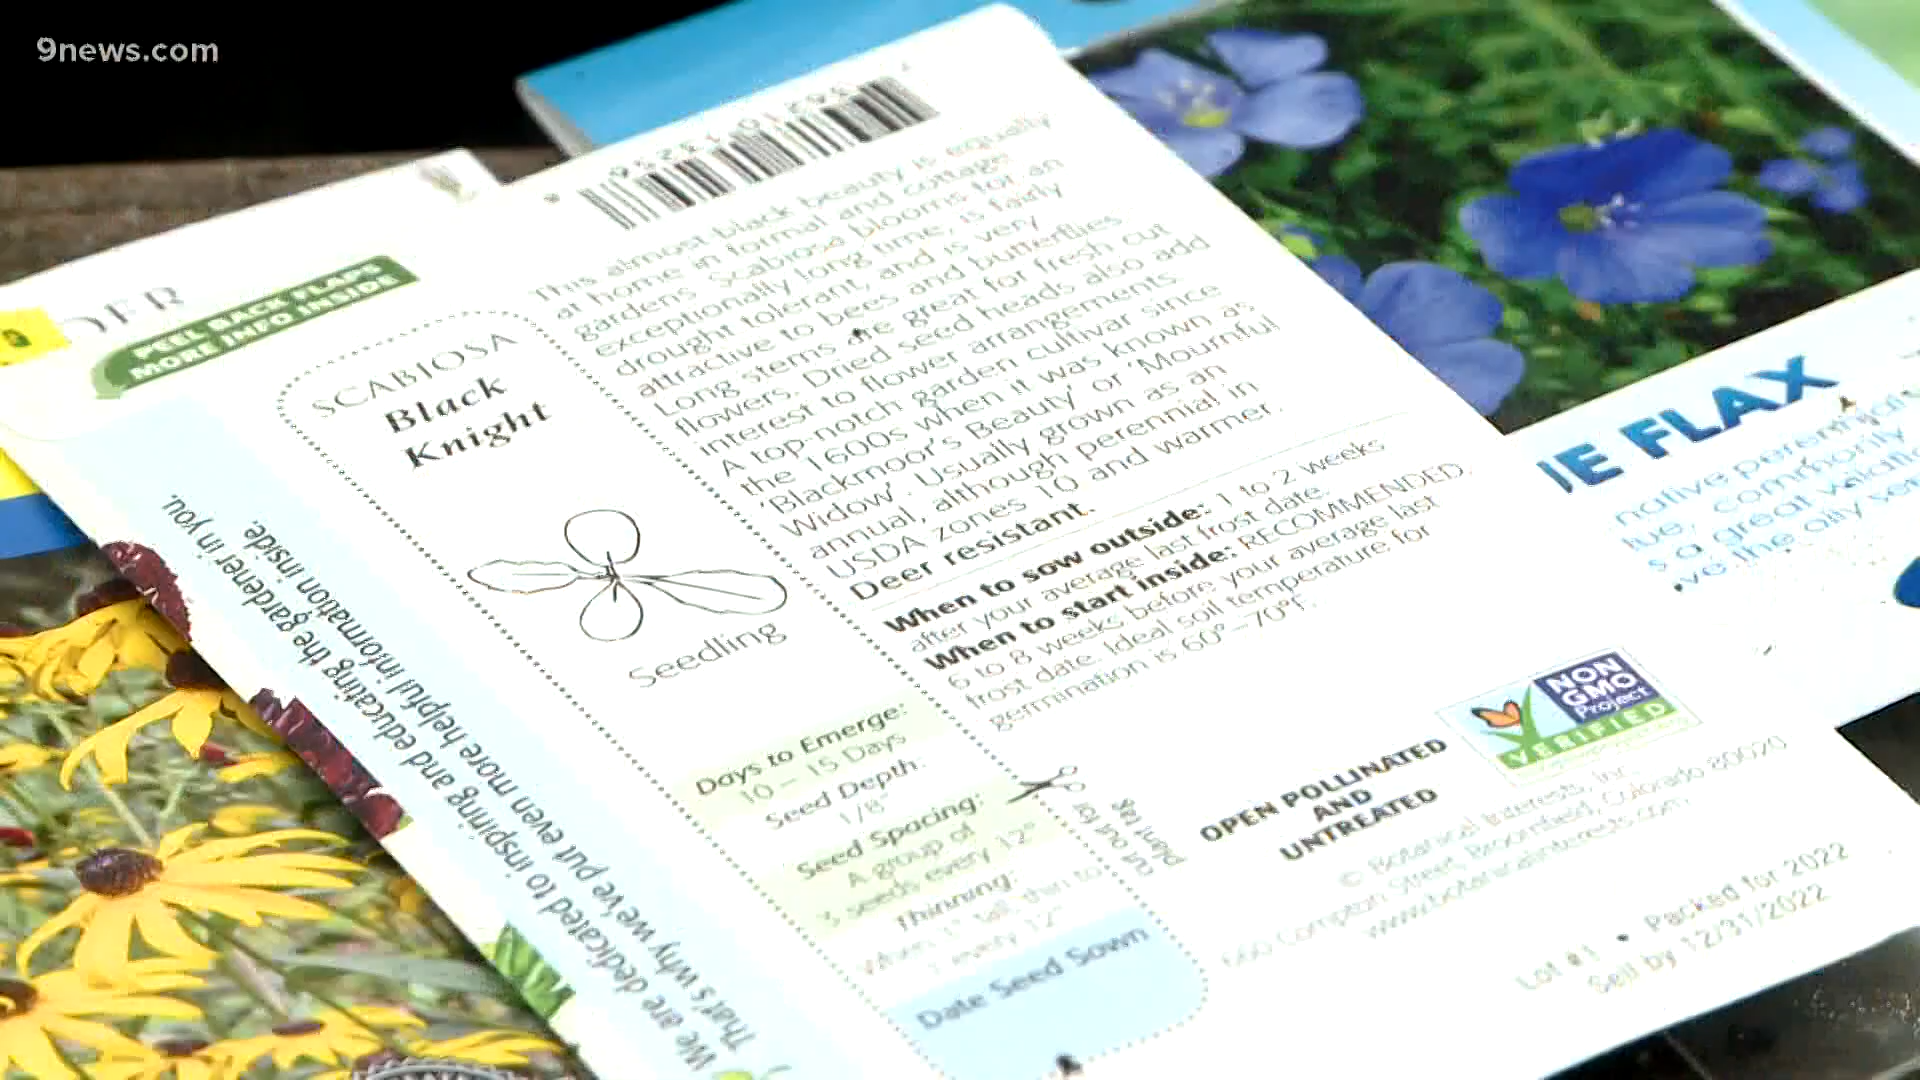 9news.com
PEEL BACK FLAPS
MORE INFO INSIDE
SCABIOSA
Black
Knight
Seedling
Days to Emerge:
10 – 15 Days
Seed Depth:
1/8"
Seed Spacing:
A group of
3 seeds every 12"
Thinning:
When 1" tall, thin to
1 every 12"
Date Seed Sown
cut out for
plant tag
This almost black beauty is equally
at home in formal and cottage
gardens. Scabiosa blooms for an
exceptionally long time, is fairly
drought tolerant, and is very
attractive to bees and butterflies.
Long stems are great for fresh cut
flowers. Dried seed heads also add
interest to flower arrangements.
A top-notch garden cultivar since
the 1600s when it was known as
'Blackmoor's Beauty' or 'Mournful
Widow'. Usually grown as an
annual, although perennial in
USDA zones 10 and warmer.
Deer resistant.
When to sow outside: 1 to 2 weeks
after your average last frost date.
When to start inside: RECOMMENDED.
6 to 8 weeks before your average last
frost date. Ideal soil temperature for
germination is 60°–70°F.
OPEN POLLINATED
AND
UNTREATED
NON
GMO
Project
VERIFIED
© Botanical Interests, Inc.
660 Compton Street, Broomfield, Colorado 80020
www.botanicalinterests.com
Lot #1 • Packed for 2022
Sell by 12/31/2022
We are dedicated to inspiring and educating the gardener in you.
That's why we've put even more helpful information inside.
E FLAX
native perennial